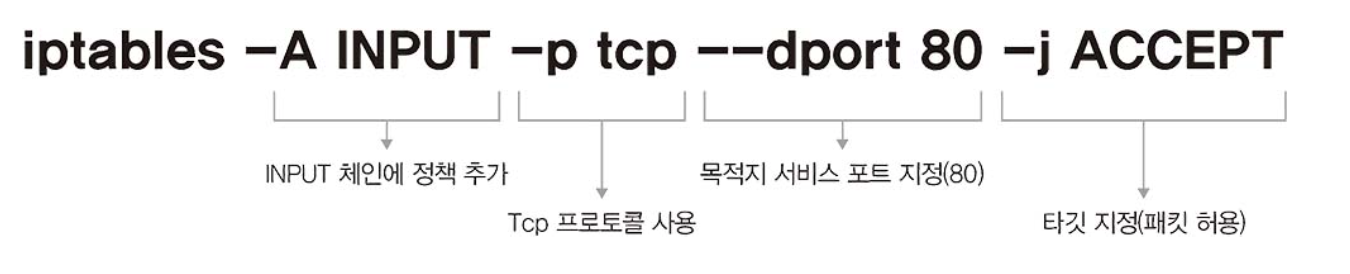 iptables –A INPUT –p tcp ––dport 80 –j ACCEPT
INPUT 체인에 정책 추가
목적지 서비스 포트 지정(80)
Tcp 프로토콜 사용
타깃 지정(패킷 허용)